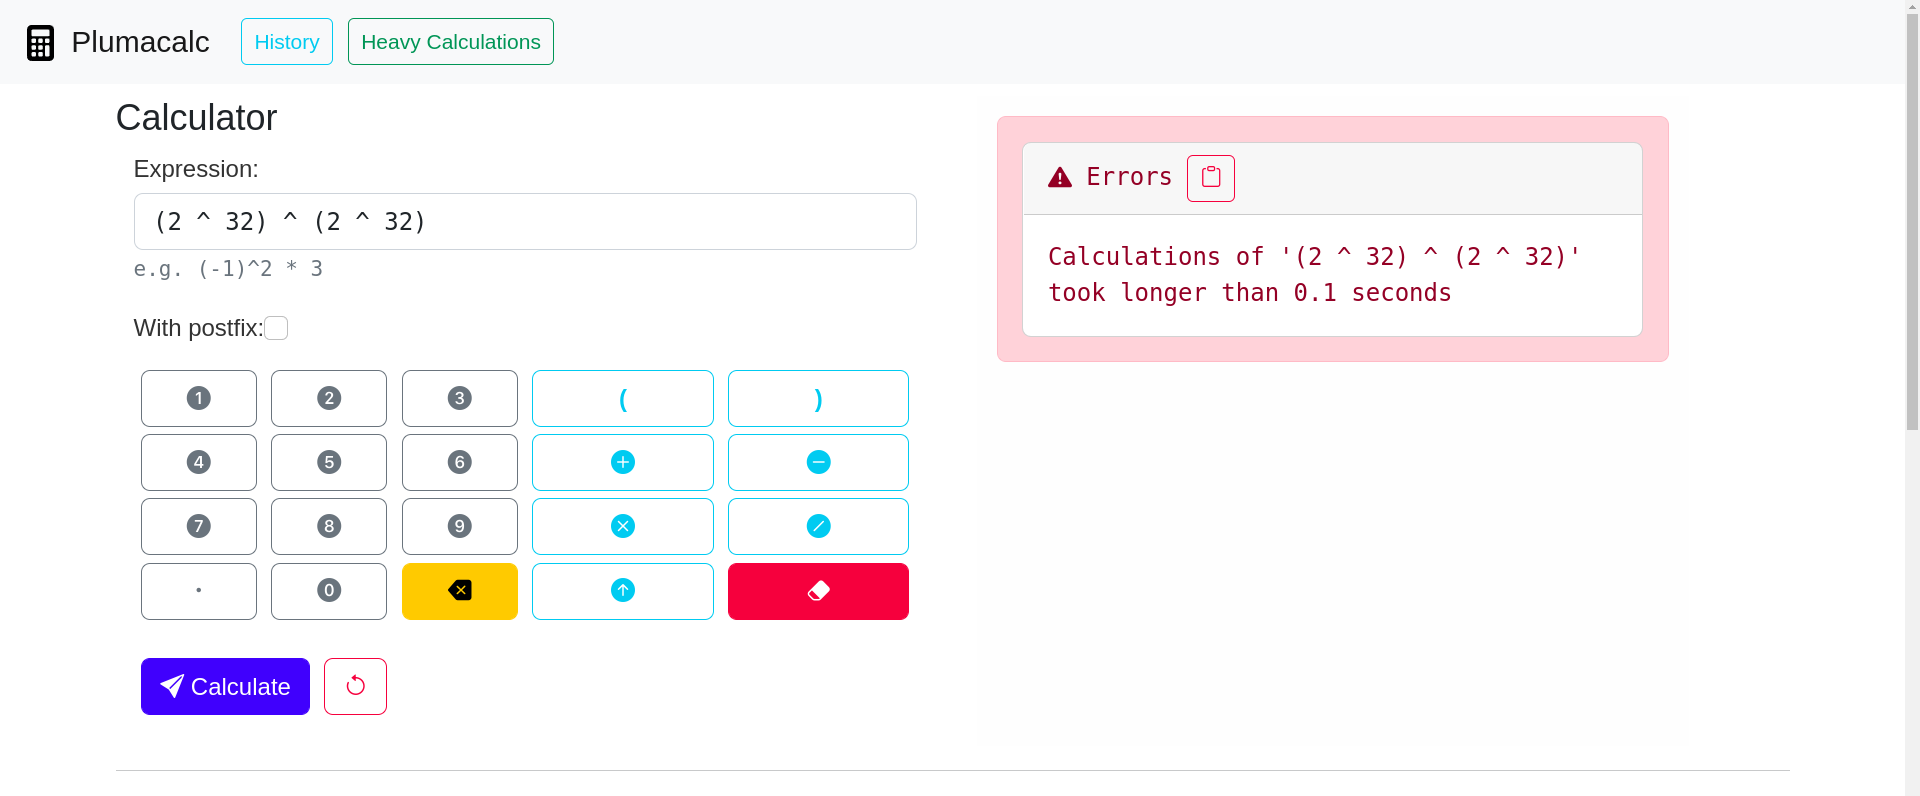 Plumacalc History Heavy Calculations
Calculator
Expression:
(2 ^ 32) ^ (2 ^ 32)
e.g. (-1)^2 * 3
With postfix:
1 2 3 ( )
4 5 6 + −
7 8 9 × /
. 0
Calculate
Errors
Calculations of '(2 ^ 32) ^ (2 ^ 32)'
took longer than 0.1 seconds